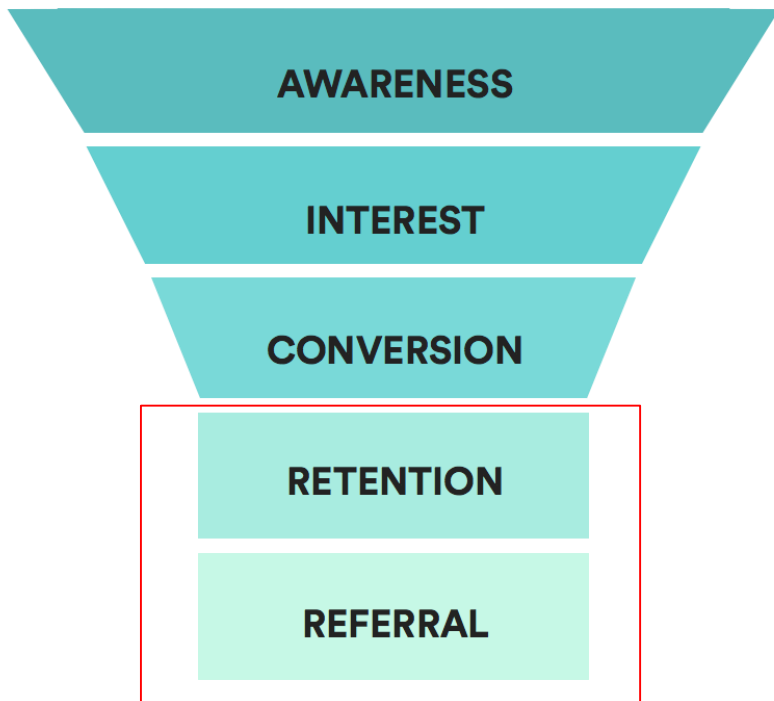 AWARENESS
INTEREST
CONVERSION
RETENTION
REFERRAL